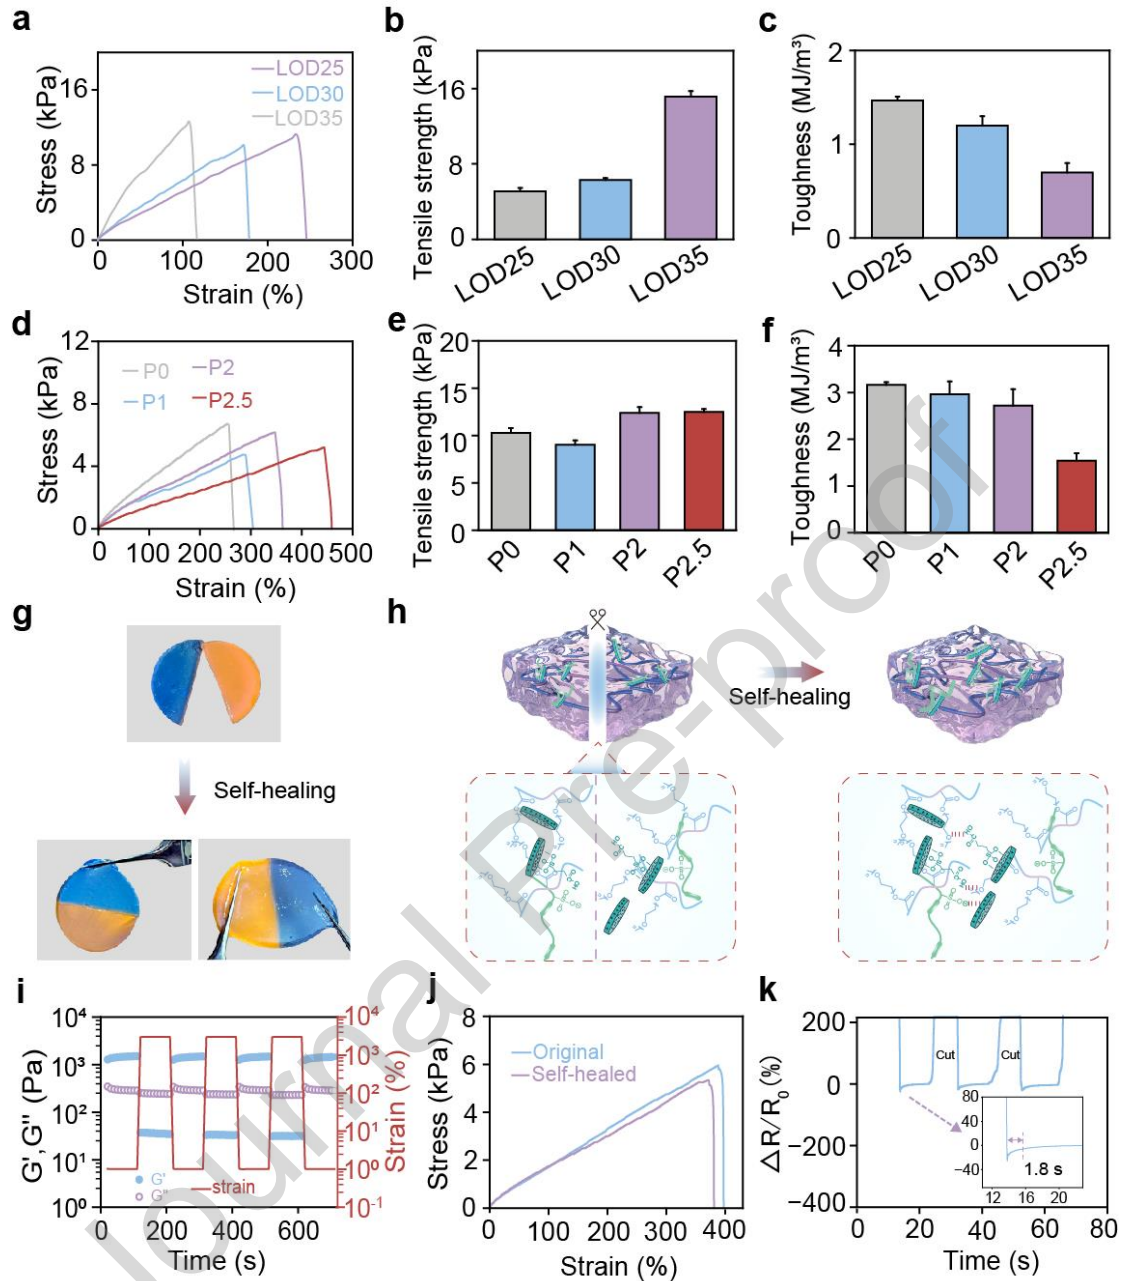 a
Stress (kPa)
16
8
0
0 100 200 300
Strain (%)
LOD25
LOD30
LOD35
b
Tensile strength (kPa)
16
8
0
LOD25 LOD30 LOD35
c
Toughness (MJ/m³)
2
1
0
LOD25 LOD30 LOD35
d
Stress (kPa)
12
8
4
0
0 100 200 300 400 500
Strain (%)
P0 P2
P1 P2.5
e
Tensile strength (kPa)
20
15
10
5
0
P0 P1 P2 P2.5
f
Toughness (MJ/m³)
4
3
2
1
0
P0 P1 P2 P2.5
g
Self-healing
h
Self-healing
i
G',G'' (Pa)
10⁴
10³
10²
10¹
10⁰
0 200 400 600
Time (s)
G'
G''
strain
10⁴
10³
10²
10¹
10⁰
10⁻¹
Strain (%)
j
Stress (kPa)
8
6
4
2
0
0 100 200 300 400
Strain (%)
Original
Self-healed
k
ΔR/R₀ (%)
200
0
−200
−400
0 20 40 60 80
Time (s)
Cut Cut
80
40
0
−40
12 16 20
1.8 s
Journal Pre-proof